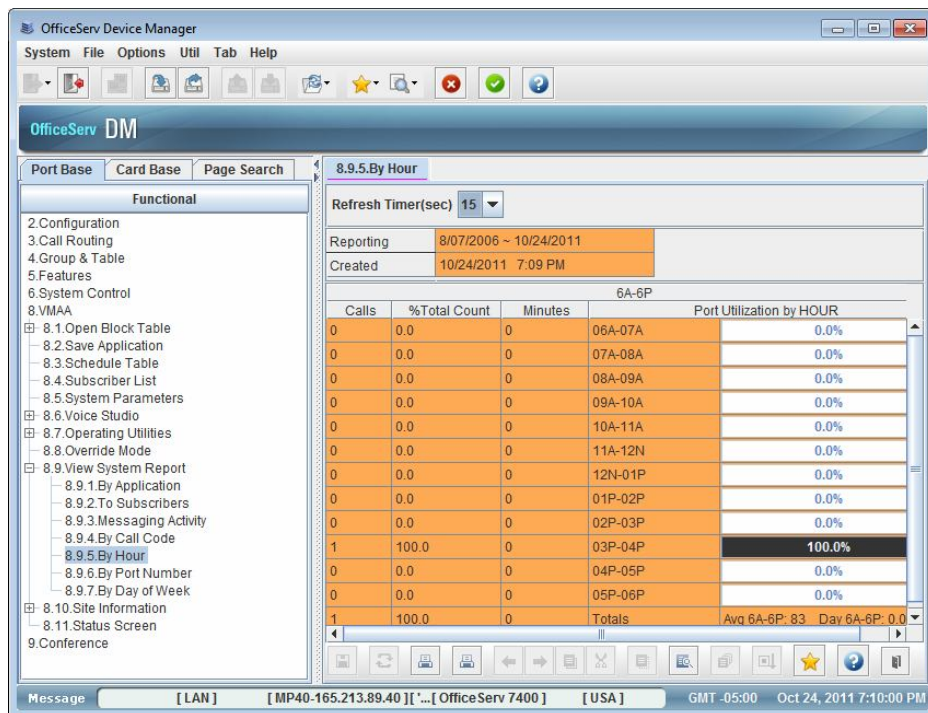 OfficeServ Device Manager
System File Options Util Tab Help
OfficeServ DM
Port Base Card Base Page Search
Functional
2.Configuration
3.Call Routing
4.Group & Table
5.Features
6.System Control
8.VMAA
8.1.Open Block Table
8.2.Save Application
8.3.Schedule Table
8.4.Subscriber List
8.5.System Parameters
8.6.Voice Studio
8.7.Operating Utilities
8.8.Override Mode
8.9.View System Report
8.9.1.By Application
8.9.2.To Subscribers
8.9.3.Messaging Activity
8.9.4.By Call Code
8.9.5.By Hour
8.9.6.By Port Number
8.9.7.By Day of Week
8.10.Site Information
8.11.Status Screen
9.Conference
8.9.5.By Hour
Refresh Timer(sec) 15
Reporting 8/07/2006 ~ 10/24/2011
Created 10/24/2011 7:09 PM
6A-6P
Calls %Total Count Minutes Port Utilization by HOUR
0 0.0 0 06A-07A 0.0%
0 0.0 0 07A-08A 0.0%
0 0.0 0 08A-09A 0.0%
0 0.0 0 09A-10A 0.0%
0 0.0 0 10A-11A 0.0%
0 0.0 0 11A-12N 0.0%
0 0.0 0 12N-01P 0.0%
0 0.0 0 01P-02P 0.0%
0 0.0 0 02P-03P 0.0%
1 100.0 0 03P-04P 100.0%
0 0.0 0 04P-05P 0.0%
0 0.0 0 05P-06P 0.0%
1 100.0 0 Totals Avg 6A-6P: 83 Day 6A-6P: 0.0
Message [ LAN ] [ MP40-165.213.89.40 ][ '...[ OfficeServ 7400 ] [ USA ] GMT -05:00 Oct 24, 2011 7:10:00 PM